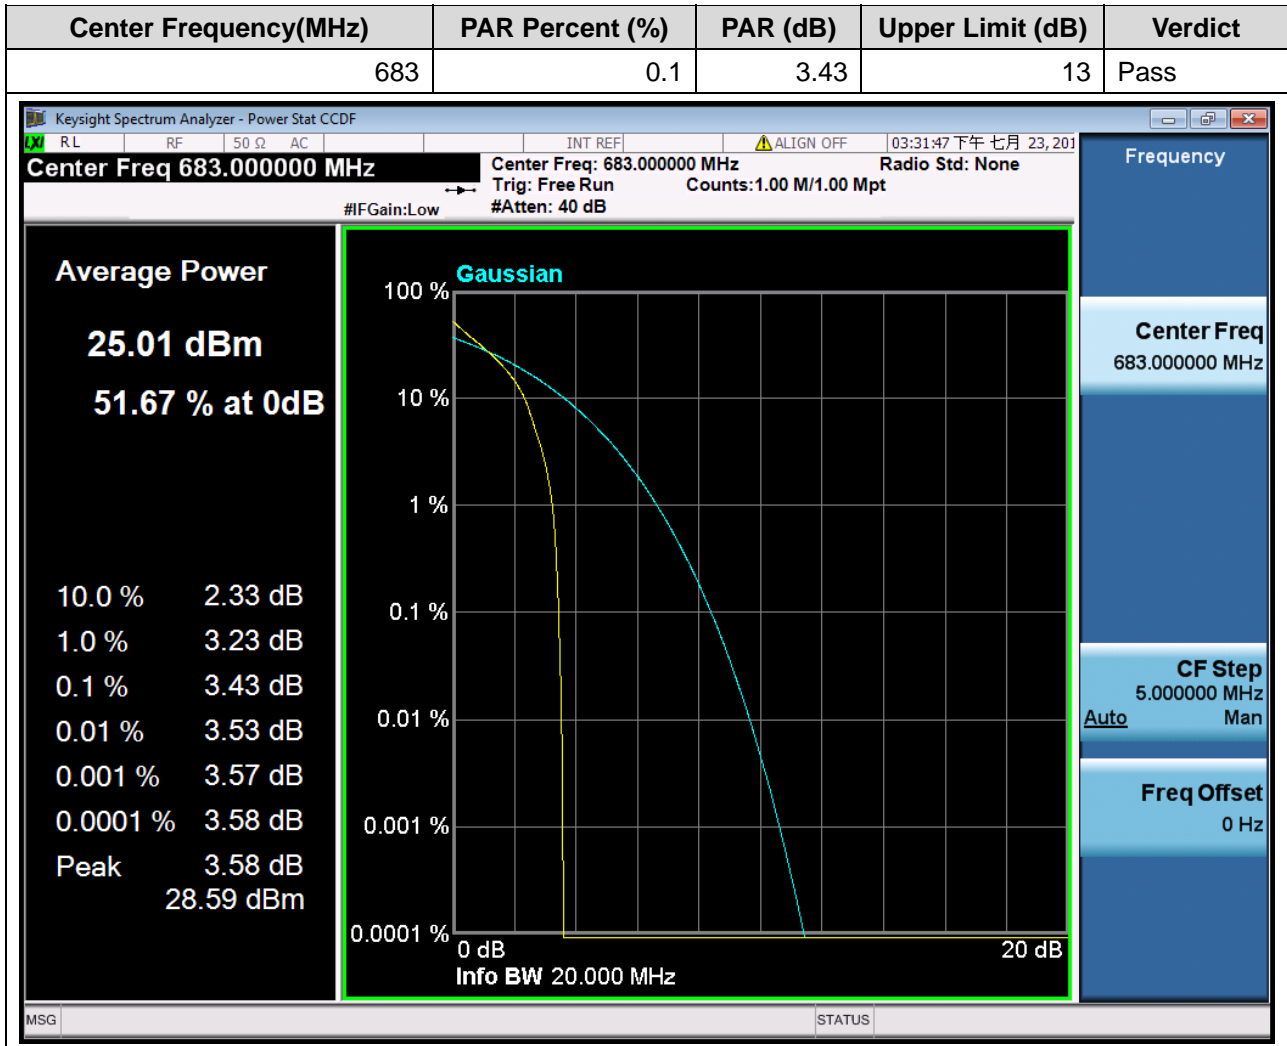 Center Frequency(MHz) PAR Percent (%) PAR (dB) Upper Limit (dB) Verdict
683 0.1 3.43 13 Pass
Keysight Spectrum Analyzer - Power Stat CCDF
LXI RL RF 50 Ω AC INT REF ALIGN OFF 03:31:47 下午 七月 23, 201
Center Freq 683.000000 MHz
Center Freq: 683.000000 MHz Radio Std: None
Trig: Free Run Counts:1.00 M/1.00 Mpt
#IFGain:Low #Atten: 40 dB
Average Power
25.01 dBm
51.67 % at 0dB
10.0 % 2.33 dB
1.0 % 3.23 dB
0.1 % 3.43 dB
0.01 % 3.53 dB
0.001 % 3.57 dB
0.0001 % 3.58 dB
Peak 3.58 dB
28.59 dBm
Gaussian
100 %
10 %
1 %
0.1 %
0.01 %
0.001 %
0.0001 %
0 dB 20 dB
Info BW 20.000 MHz
Frequency
Center Freq
683.000000 MHz
CF Step
5.000000 MHz
Auto Man
Freq Offset
0 Hz
MSG STATUS